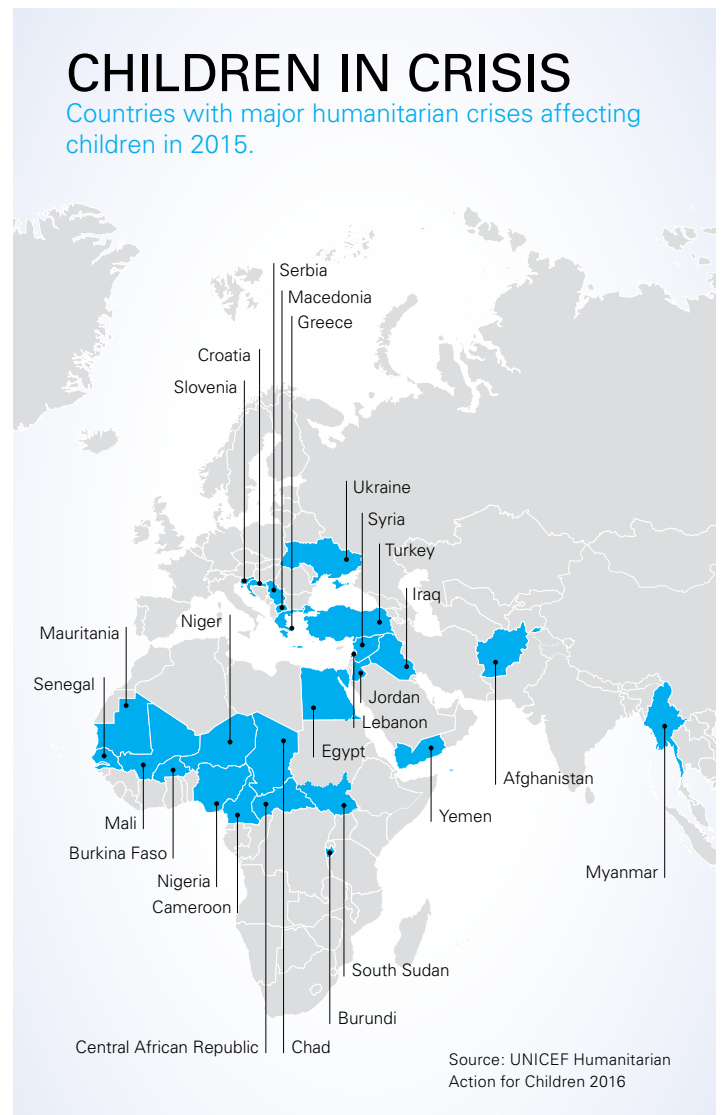 CHILDREN IN CRISIS
Countries with major humanitarian crises affecting
children in 2015.
Serbia
Macedonia
Greece
Croatia
Slovenia
Ukraine
Syria
Turkey
Iraq
Niger
Mauritania
Senegal
Jordan
Lebanon
Egypt
Afghanistan
Yemen
Mali
Burkina Faso
Nigeria
Cameroon
Myanmar
South Sudan
Burundi
Central African Republic
Chad
Source: UNICEF Humanitarian
Action for Children 2016